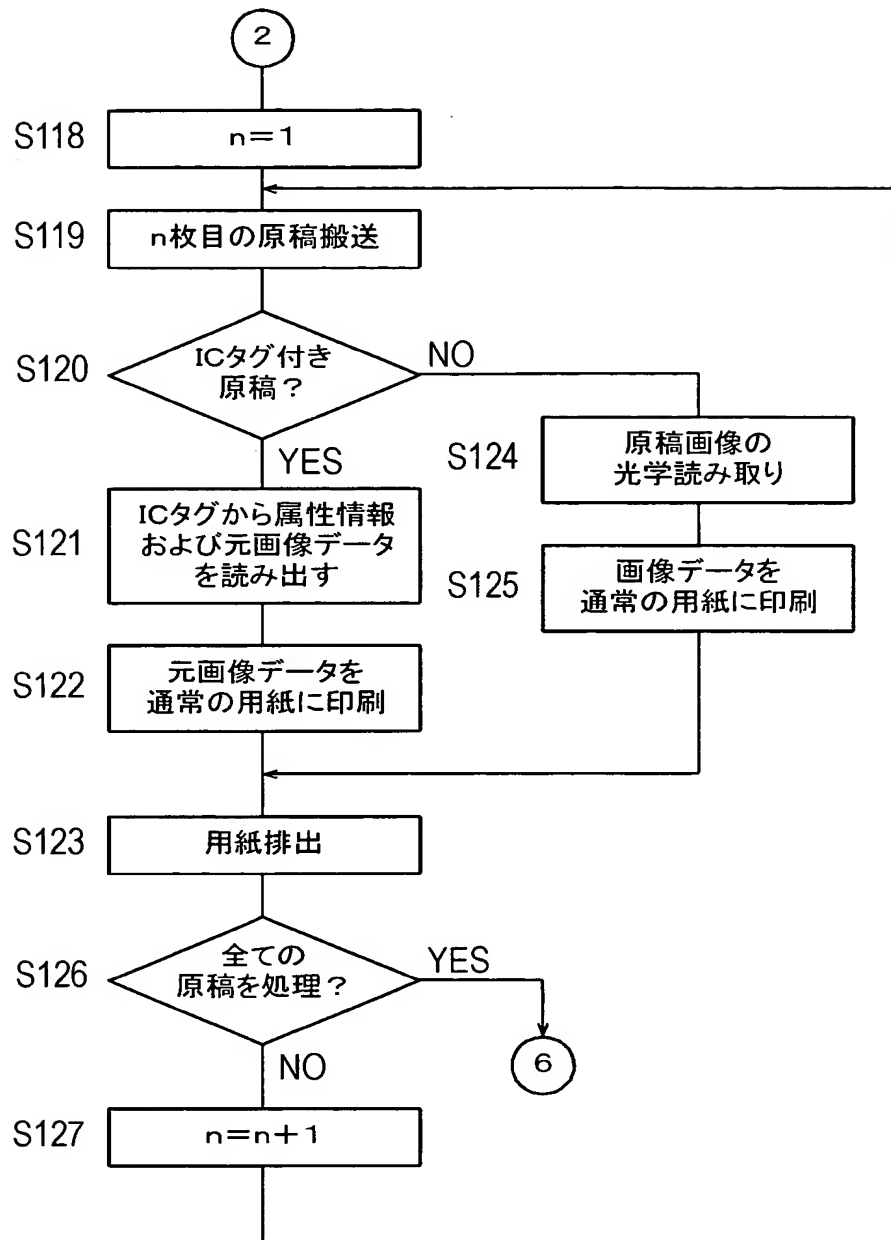 2
S118
n=1
S119
n枚目の原稿搬送
S120
ICタグ付き
原稿?
NO
YES
S124
原稿画像の
光学読み取り
S121
ICタグから属性情報
および元画像データ
を読み出す
S125
画像データを
通常の用紙に印刷
S122
元画像データを
通常の用紙に印刷
S123
用紙排出
S126
全ての
原稿を処理?
YES
6
NO
S127
n=n+1